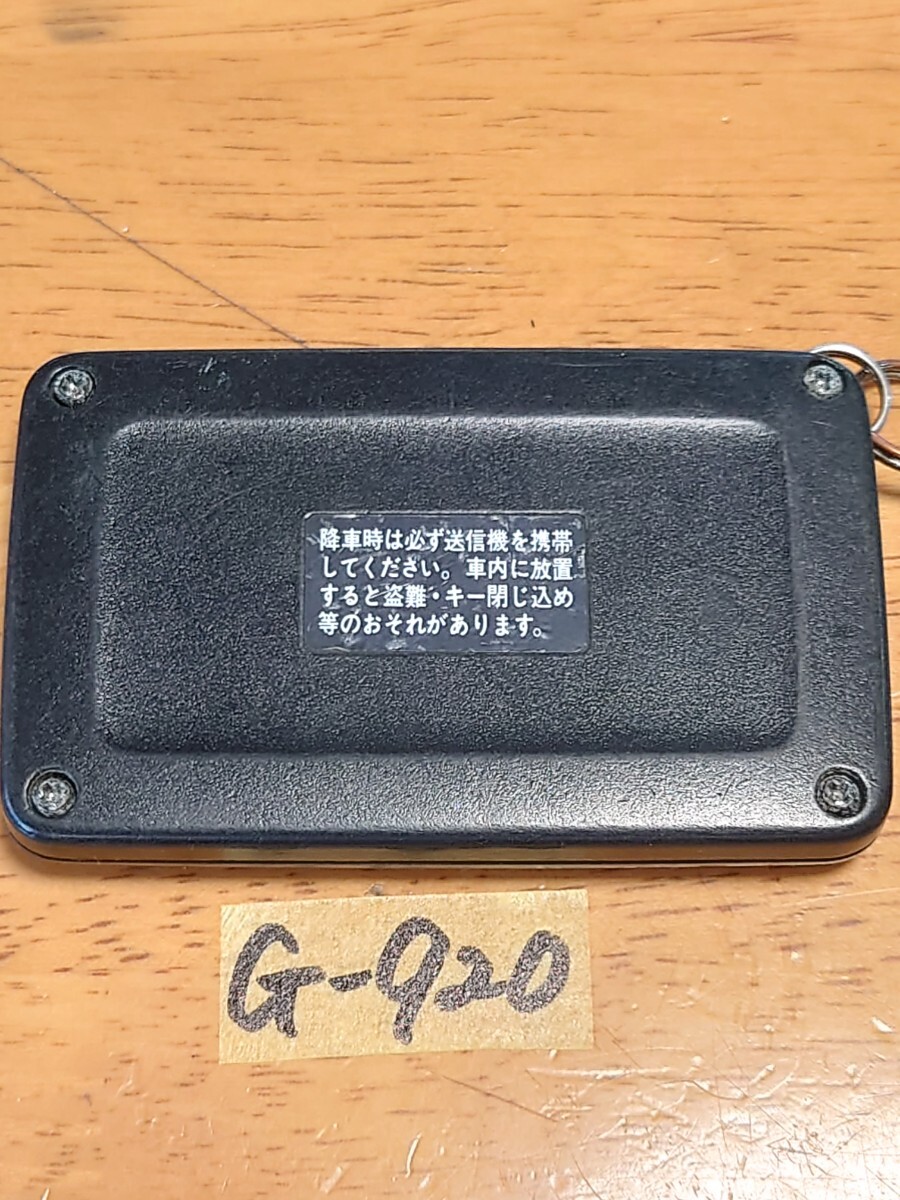 降車時は必ず送信機を携帯
してください。車内に放置
すると盗難・キー閉じ込め
等のおそれがあります。
G-920